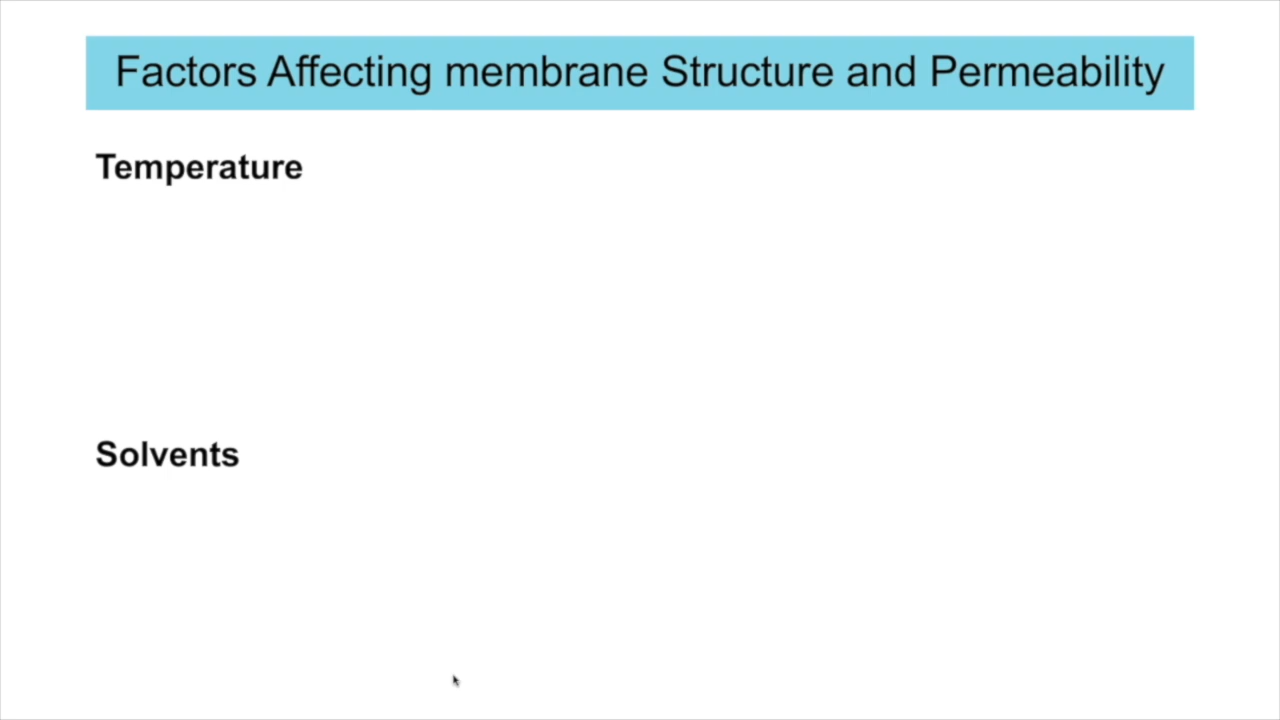 Factors Affecting membrane Structure and Permeability
Temperature
Solvents